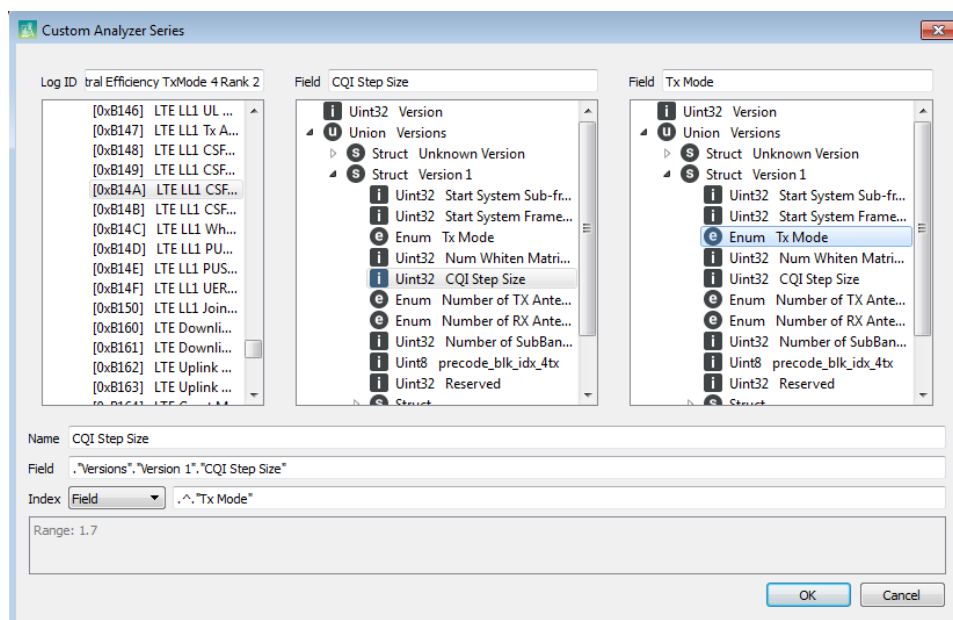 Custom Analyzer Series
Log ID tral Efficiency TxMode 4 Rank 2
[0xB146] LTE LL1 UL ...
[0xB147] LTE LL1 Tx A...
[0xB148] LTE LL1 CSF...
[0xB149] LTE LL1 CSF...
[0xB14A] LTE LL1 CSF...
[0xB14B] LTE LL1 CSF...
[0xB14C] LTE LL1 Wh...
[0xB14D] LTE LL1 PU...
[0xB14E] LTE LL1 PUS...
[0xB14F] LTE LL1 UER...
[0xB150] LTE LL1 Join...
[0xB160] LTE Downli...
[0xB161] LTE Downli...
[0xB162] LTE Uplink ...
[0xB163] LTE Uplink ...
Field CQI Step Size
i Uint32 Version
u Union Versions
s Struct Unknown Version
s Struct Version 1
i Uint32 Start System Sub-fr...
i Uint32 Start System Frame...
e Enum Tx Mode
i Uint32 Num Whiten Matri...
i Uint32 CQI Step Size
e Enum Number of TX Ante...
e Enum Number of RX Ante...
i Uint32 Number of SubBan...
i Uint8 precode_blk_idx_4tx
i Uint32 Reserved
s Struct
Field Tx Mode
i Uint32 Version
u Union Versions
s Struct Unknown Version
s Struct Version 1
i Uint32 Start System Sub-fr...
i Uint32 Start System Frame...
e Enum Tx Mode
i Uint32 Num Whiten Matri...
i Uint32 CQI Step Size
e Enum Number of TX Ante...
e Enum Number of RX Ante...
i Uint32 Number of SubBan...
i Uint8 precode_blk_idx_4tx
i Uint32 Reserved
s Struct
Name CQI Step Size
Field ."Versions"."Version 1"."CQI Step Size"
Index Field .^."Tx Mode"
Range: 1.7
OK Cancel